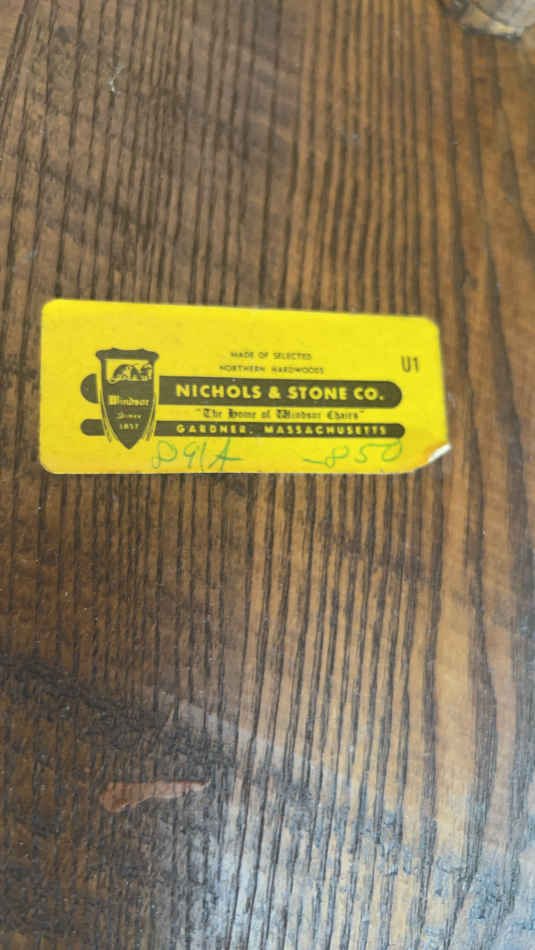 MADE OF SELECTED
NORTHERN HARDWOODS
U1
Windsor
Since
1857
NICHOLS & STONE CO.
"The Home of Windsor Chairs"
GARDNER, MASSACHUSETTS
891A -850